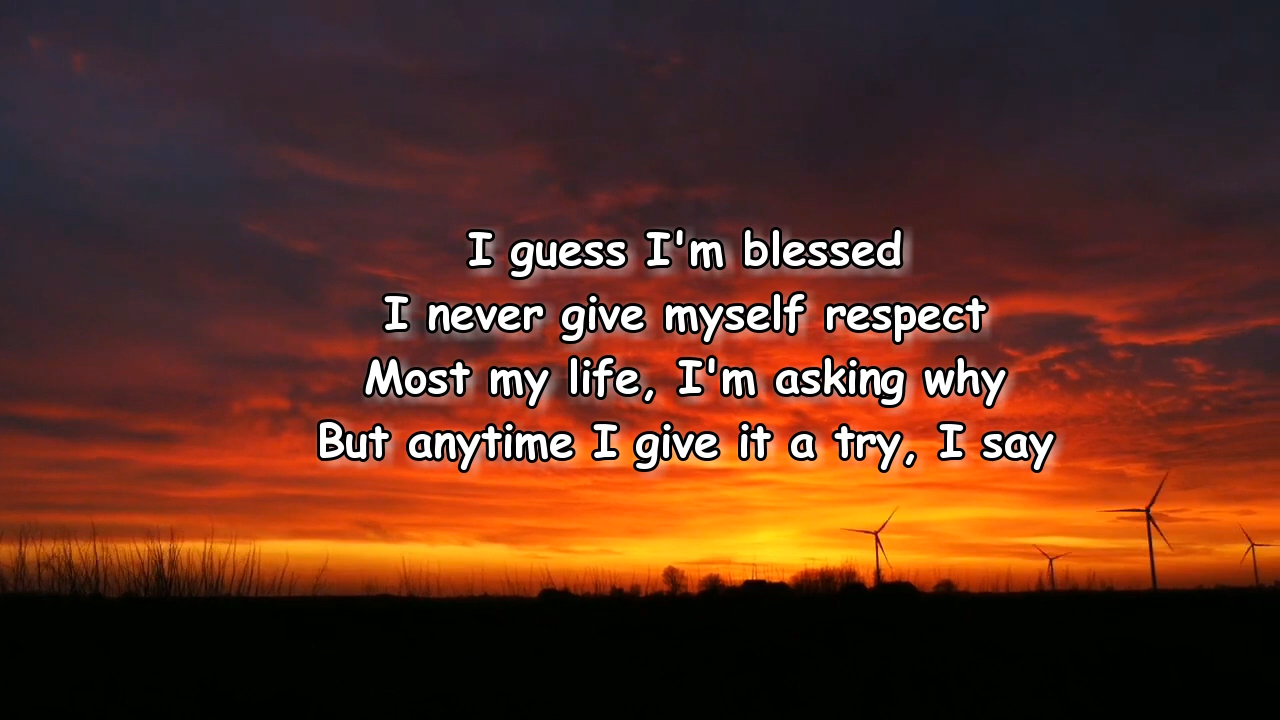 I guess I'm blessed
I never give myself respect
Most my life, I'm asking why
But anytime I give it a try, I say